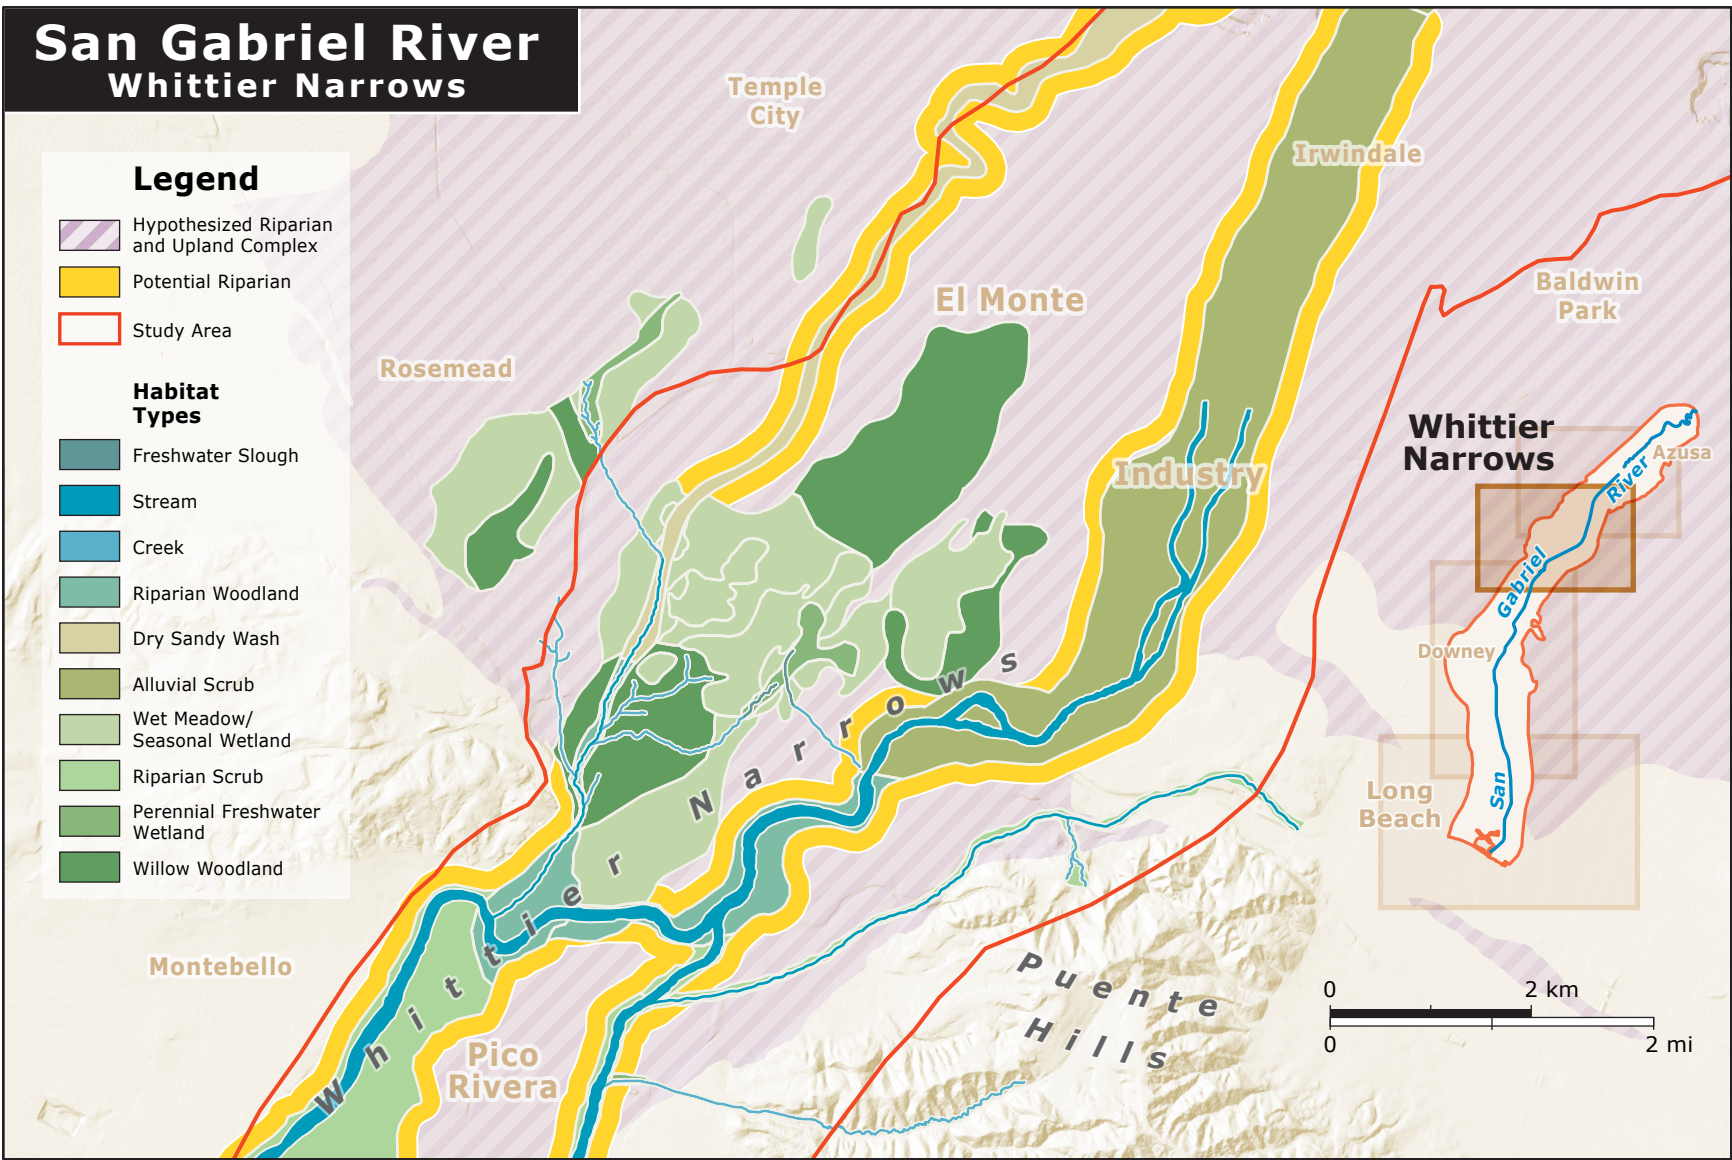 San Gabriel River
Whittier Narrows
Legend
Hypothesized Riparian
and Upland Complex
Potential Riparian
Study Area
Habitat
Types
Freshwater Slough
Stream
Creek
Riparian Woodland
Dry Sandy Wash
Alluvial Scrub
Wet Meadow/
Seasonal Wetland
Riparian Scrub
Perennial Freshwater
Wetland
Willow Woodland
Temple
City
Irwindale
Baldwin
Park
El Monte
Rosemead
Industry
Whittier Narrows
Montebello
Pico
Rivera
Puente
Hills
Whittier
Narrows
Azusa
San Gabriel River
Downey
Long
Beach
0 2 km
0 2 mi